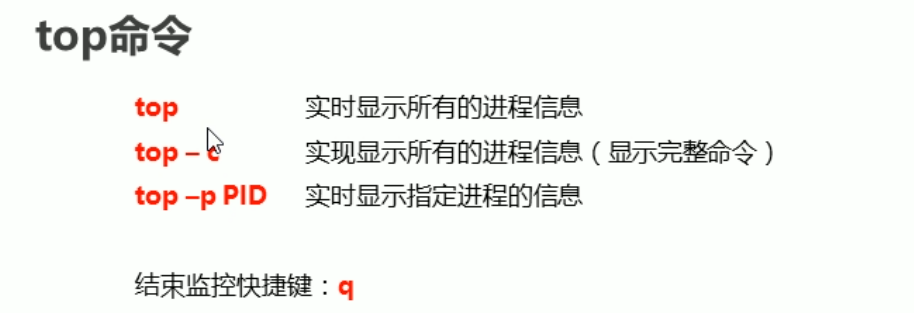 top命令
top 实时显示所有的进程信息
top – c 实现显示所有的进程信息（显示完整命令）
top –p PID 实时显示指定进程的信息
结束监控快捷键：q